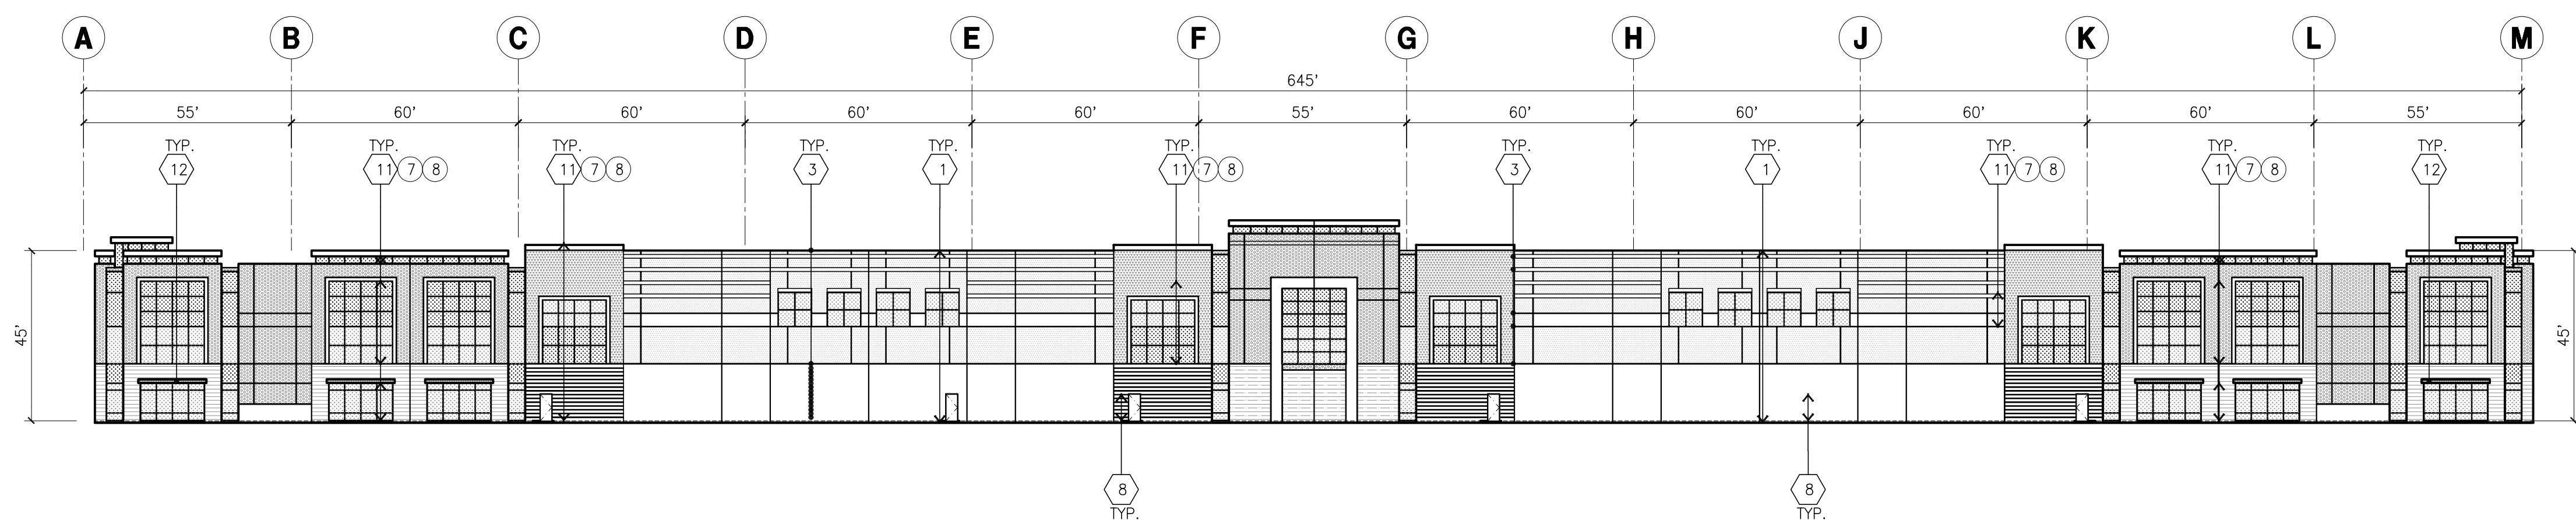 A B C D E F G H J K L M
645'
55' 60' 60' 60' 60' 55' 60' 60' 60' 60' 55'
TYP. TYP. TYP. TYP. TYP. TYP. TYP. TYP. TYP. TYP. TYP.
12 11 7 8 11 7 8 3 1 11 7 8 3 1 11 7 8 11 7 8 12
45' 45'
8 8
TYP. TYP.